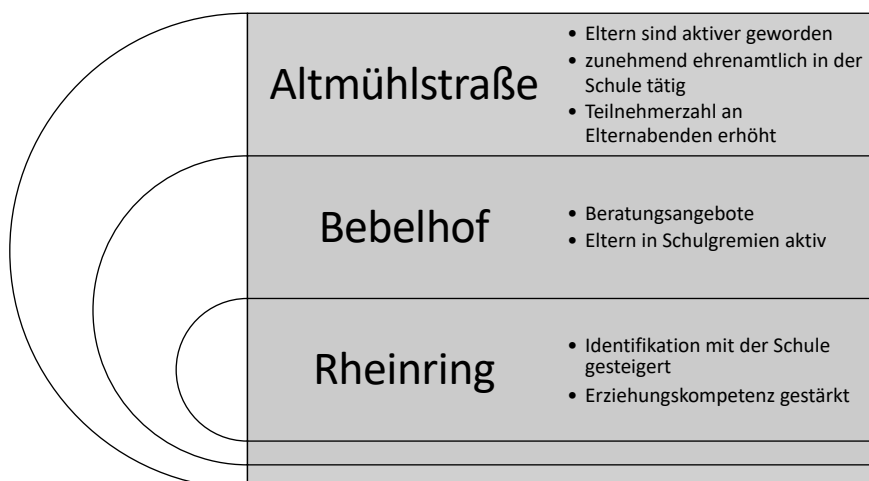 Altmühlstraße
• Eltern sind aktiver geworden
• zunehmend ehrenamtlich in der
Schule tätig
• Teilnehmerzahl an
Elternabenden erhöht
Bebelhof
• Beratungsangebote
• Eltern in Schulgremien aktiv
Rheinring
• Identifikation mit der Schule
gesteigert
• Erziehungskompetenz gestärkt